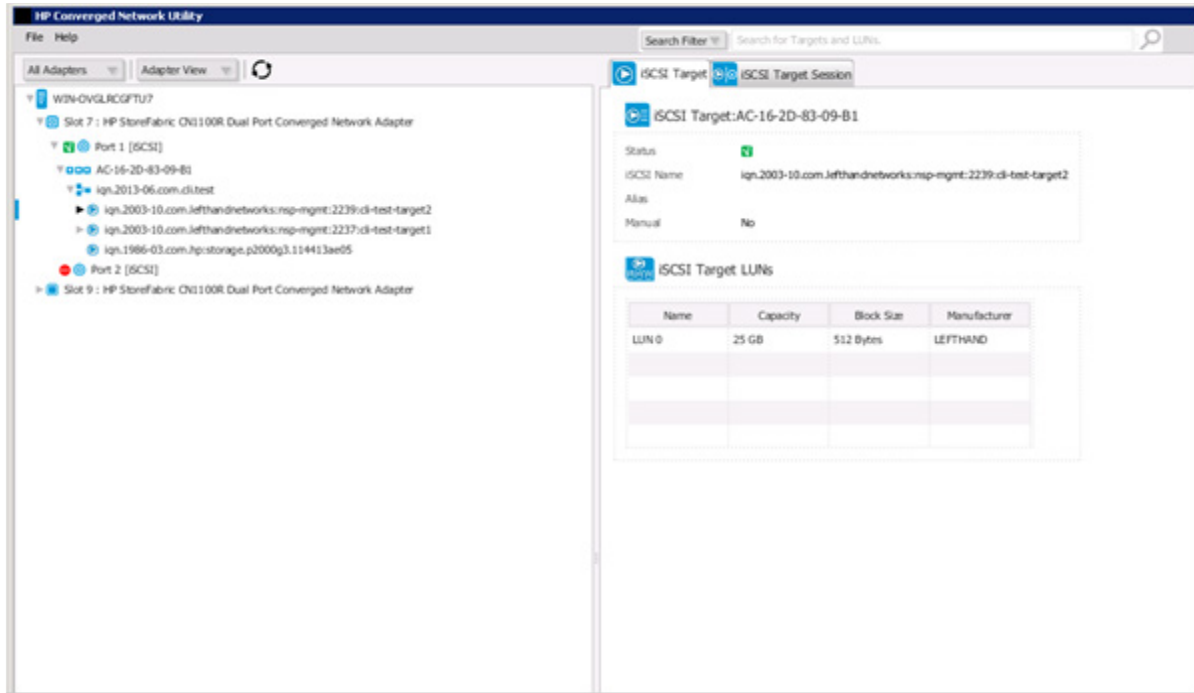 HP Converged Network Utility
File Help
Search Filter Search for Targets and LUNs.
All Adapters Adapter View
iSCSI Target iSCSI Target Session
WIN-OVGLRCGFTU7
Slot 7 : HP StoreFabric CN1100R Dual Port Converged Network Adapter
Port 1 [iSCSI]
AC-16-2D-83-09-B1
iqn.2013-06.com.cli.test
iqn.2003-10.com.lefthandnetworks:nsp-mgmt:2239:cli-test-target2
iqn.2003-10.com.lefthandnetworks:nsp-mgmt:2237:cli-test-target1
iqn.1986-03.com.hp:storage.p2000g3.114413ae05
Port 2 [iSCSI]
Slot 9 : HP StoreFabric CN1100R Dual Port Converged Network Adapter
iSCSI Target:AC-16-2D-83-09-B1
Status
iSCSI Name iqn.2003-10.com.lefthandnetworks:nsp-mgmt:2239:cli-test-target2
Alias
Manual No
iSCSI Target LUNs
Name Capacity Block Size Manufacturer
LUN 0 25 GB 512 Bytes LEFTHAND